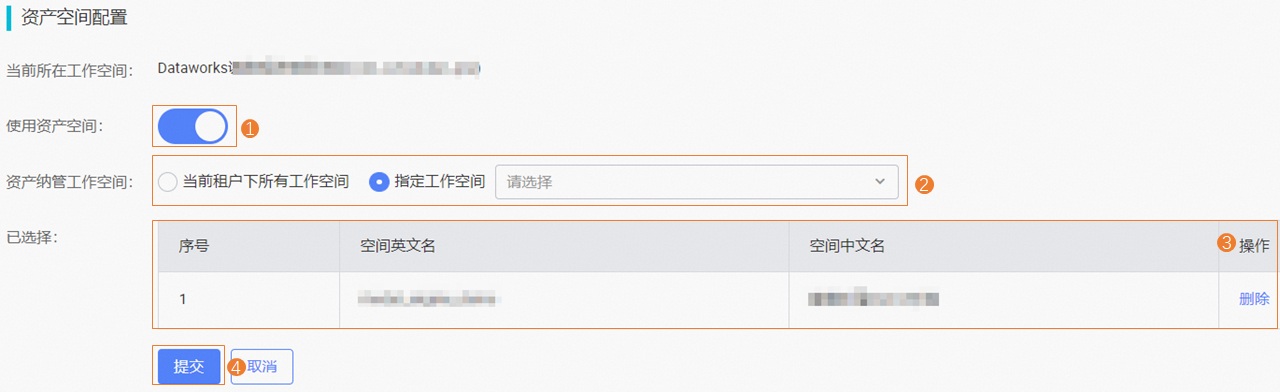 资产空间配置
当前所在工作空间： Dataworks
使用资产空间： 1
资产纳管工作空间： 当前租户下所有工作空间 指定工作空间 请选择 2
已选择： 序号 空间英文名 空间中文名 3 操作
1 删除
提交 4 取消